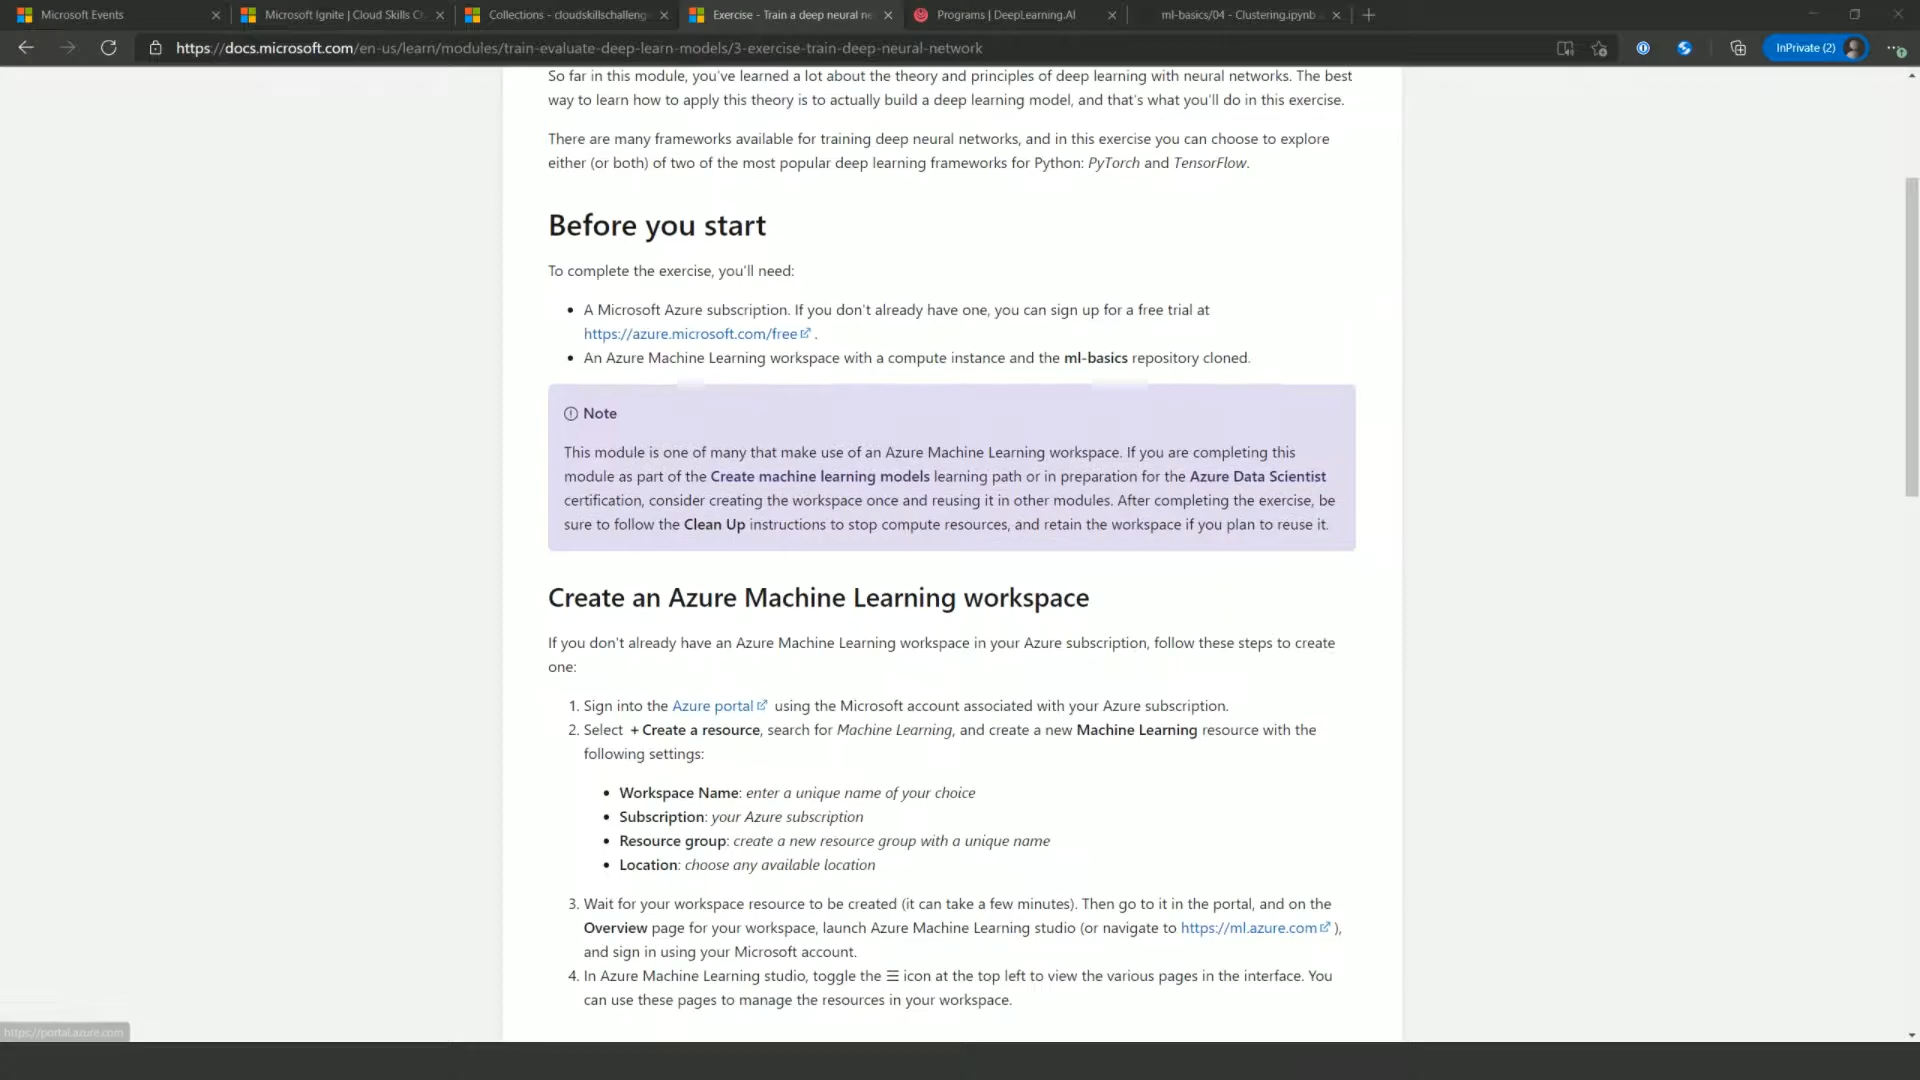 Microsoft Events
Microsoft Ignite | Cloud Skills C
Collections - cloudskillschalleng
Exercise - Train a deep neural ne
Programs | DeepLearning.AI
ml-basics/04 - Clustering.ipynb
https://docs.microsoft.com/en-us/learn/modules/train-evaluate-deep-learn-models/3-exercise-train-deep-neural-network
InPrivate (2)
So far in this module, you've learned a lot about the theory and principles of deep learning with neural networks. The best
way to learn how to apply this theory is to actually build a deep learning model, and that's what you'll do in this exercise.
There are many frameworks available for training deep neural networks, and in this exercise you can choose to explore
either (or both) of two of the most popular deep learning frameworks for Python: PyTorch and TensorFlow.
Before you start
To complete the exercise, you'll need:
• A Microsoft Azure subscription. If you don't already have one, you can sign up for a free trial at
https://azure.microsoft.com/free .
• An Azure Machine Learning workspace with a compute instance and the ml-basics repository cloned.
Note
This module is one of many that make use of an Azure Machine Learning workspace. If you are completing this
module as part of the Create machine learning models learning path or in preparation for the Azure Data Scientist
certification, consider creating the workspace once and reusing it in other modules. After completing the exercise, be
sure to follow the Clean Up instructions to stop compute resources, and retain the workspace if you plan to reuse it.
Create an Azure Machine Learning workspace
If you don't already have an Azure Machine Learning workspace in your Azure subscription, follow these steps to create
one:
1. Sign into the Azure portal using the Microsoft account associated with your Azure subscription.
2. Select + Create a resource, search for Machine Learning, and create a new Machine Learning resource with the
following settings:
• Workspace Name: enter a unique name of your choice
• Subscription: your Azure subscription
• Resource group: create a new resource group with a unique name
• Location: choose any available location
3. Wait for your workspace resource to be created (it can take a few minutes). Then go to it in the portal, and on the
Overview page for your workspace, launch Azure Machine Learning studio (or navigate to https://ml.azure.com ),
and sign in using your Microsoft account.
4. In Azure Machine Learning studio, toggle the ☰ icon at the top left to view the various pages in the interface. You
can use these pages to manage the resources in your workspace.
https://portal.azure.com